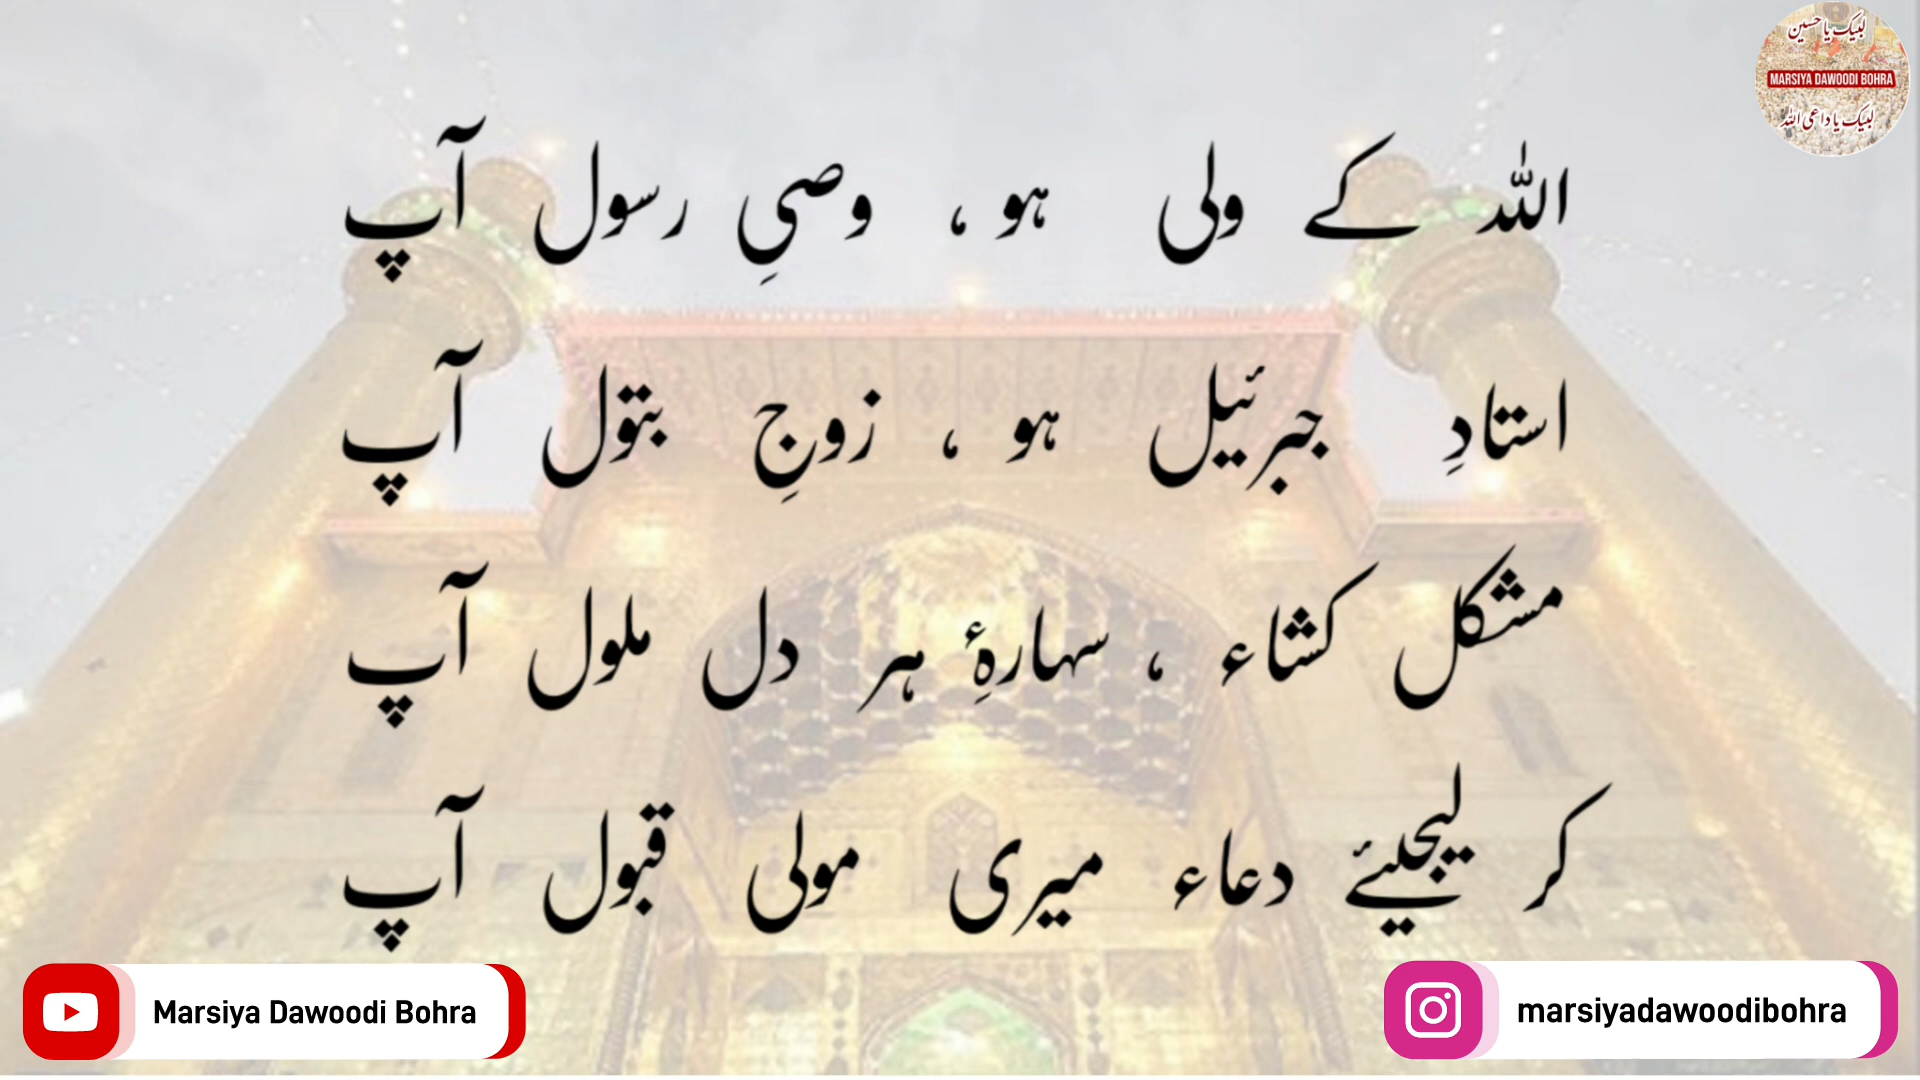 لبیک یا حسین
MARSIYA DAWOODI BOHRA
لبیک یا داعی اللہ
اللہ کے ولی ہو ، وصیِ رسول آپ
استادِ جبرئیل ہو ، زوجِ بتول آپ
مشکل کشاء ، سہارۂِ ہر دل ملول آپ
کر لیجیئے دعاء میری مولی قبول آپ
Marsiya Dawoodi Bohra
marsiyadawoodibohra